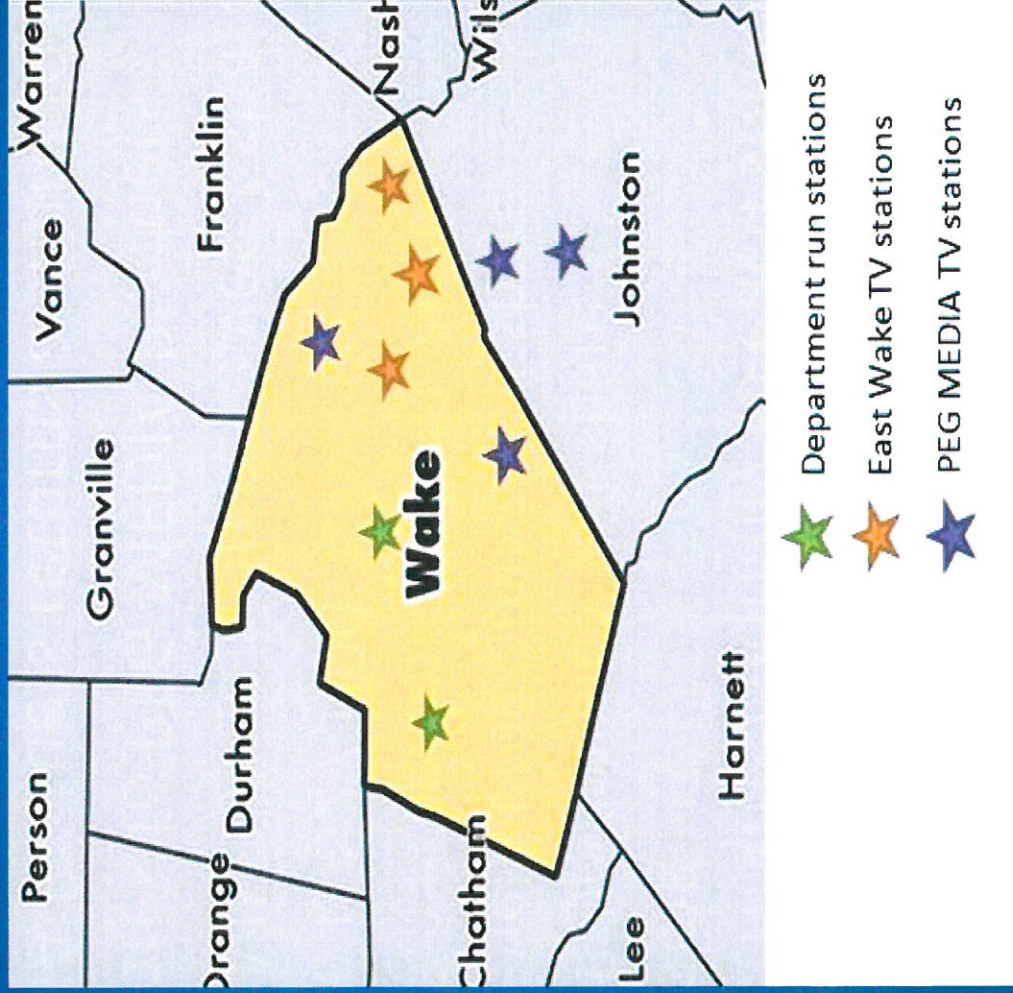 Person
Granville
Vance
Warren
Orange
Durham
Franklin
Nash
Wake
Chatham
Wils
Johnston
Lee
Harnett
Department run stations
East Wake TV stations
PEG MEDIA TV stations